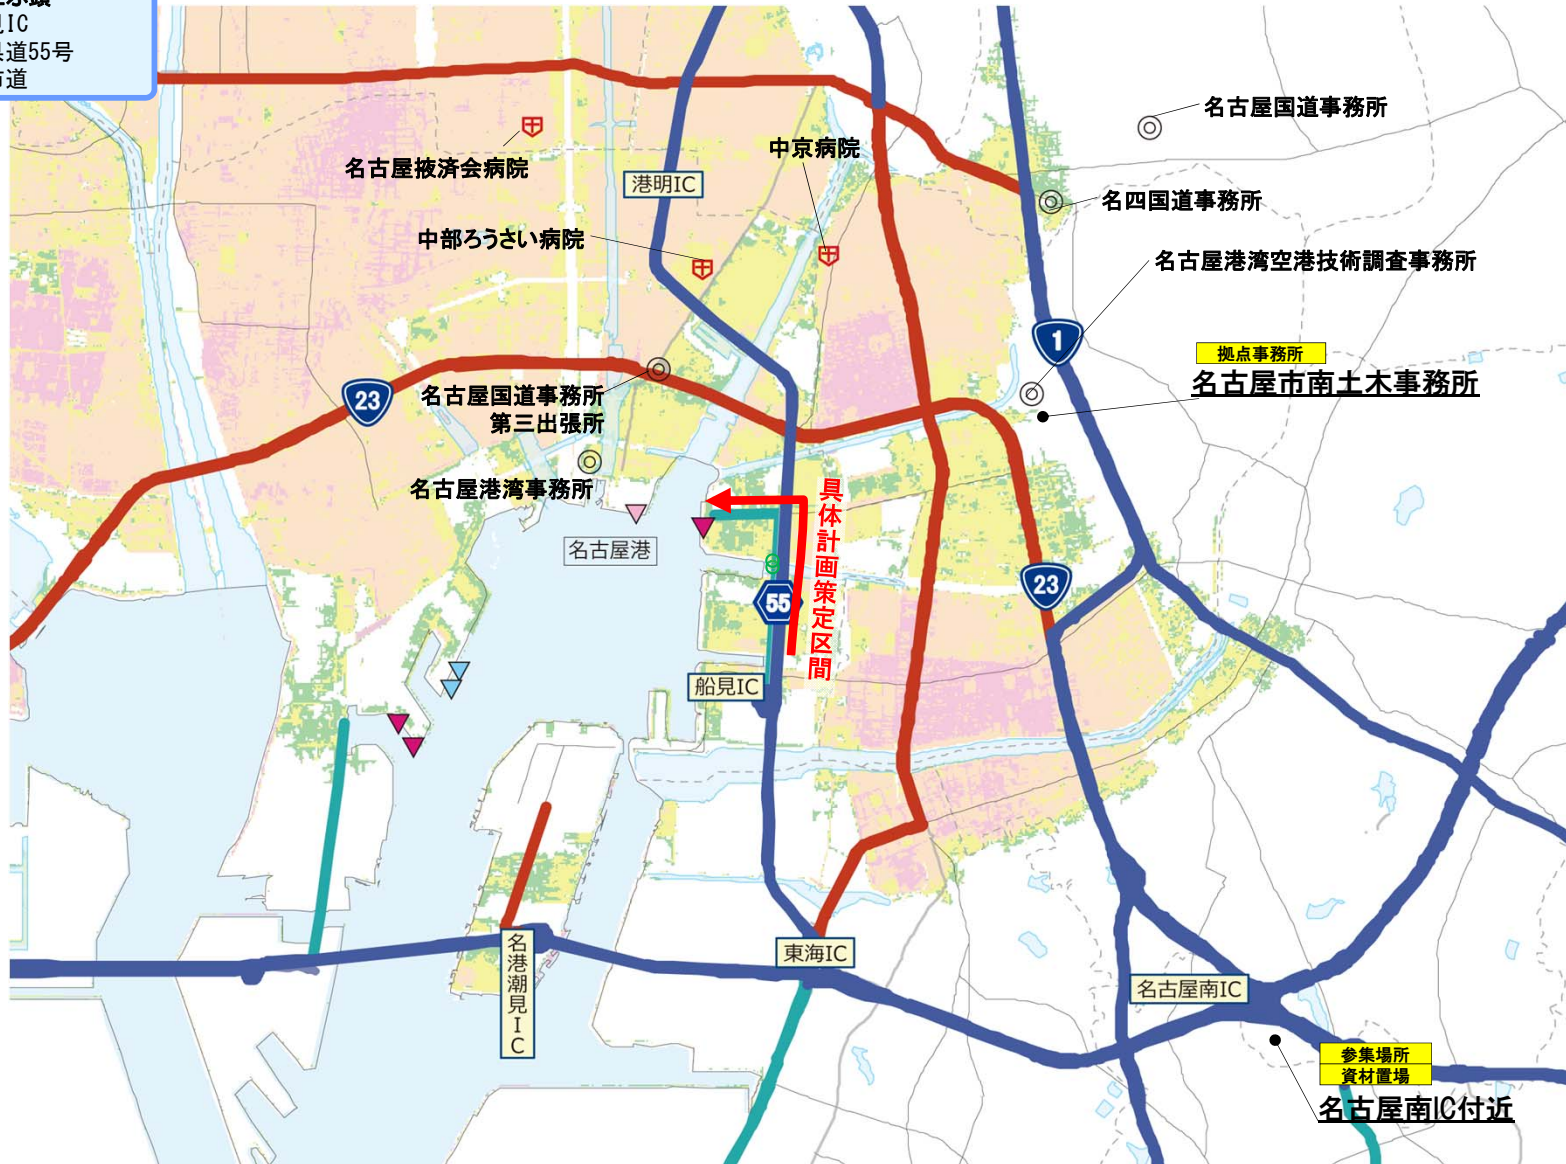 IC
道55号
道
名古屋国道事務所
名古屋掖済会病院
中京病院
港明IC
名四国道事務所
中部ろうさい病院
名古屋港湾空港技術調査事務所
1
拠点事務所
名古屋市南土木事務所
23
名古屋国道事務所
第三出張所
名古屋港湾事務所
具体計画策定区間
名古屋港
55
23
船見IC
名港潮見IC
東海IC
名古屋南IC
参集場所
資材置場
名古屋南IC付近